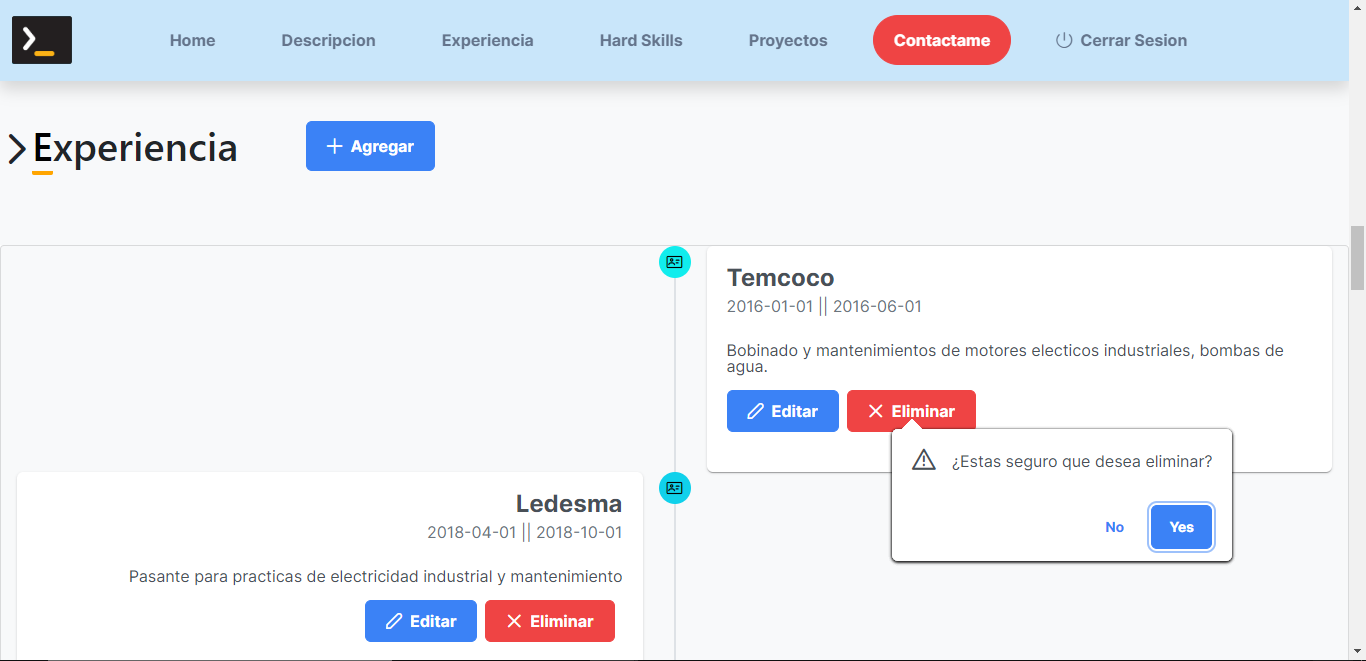 Home
Descripcion
Experiencia
Hard Skills
Proyectos
Contactame
Cerrar Sesion
Experiencia
Agregar
Temcoco
2016-01-01 || 2016-06-01
Bobinado y mantenimientos de motores electicos industriales, bombas de
agua.
Editar
Eliminar
¿Estas seguro que desea eliminar?
No
Yes
Ledesma
2018-04-01 || 2018-10-01
Pasante para practicas de electricidad industrial y mantenimiento
Editar
Eliminar